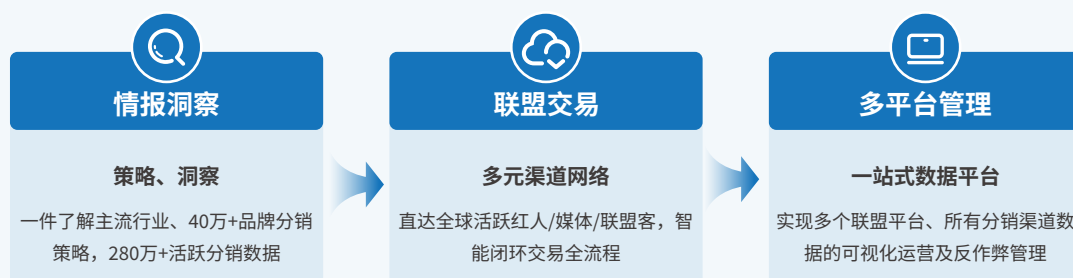 情报洞察
策略、洞察
一件了解主流行业、40万+品牌分销
策略，280万+活跃分销数据
联盟交易
多元渠道网络
直达全球活跃红人/媒体/联盟客，智
能闭环交易全流程
多平台管理
一站式数据平台
实现多个联盟平台、所有分销渠道数
据的可视化运营及反作弊管理